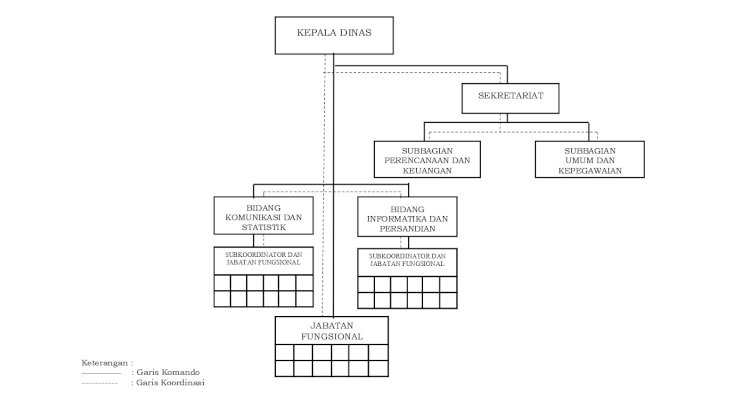 KEPALA DINAS
SEKRETARIAT
SUBBAGIAN
PERENCANAAN DAN
KEUANGAN
SUBBAGIAN
UMUM DAN
KEPEGAWAIAN
BIDANG
KOMUNIKASI DAN
STATISTIK
BIDANG
INFORMATIKA DAN
PERSANDIAN
SUBKOORDINATOR DAN
JABATAN FUNGSIONAL
SUBKOORDINATOR DAN
JABATAN FUNGSIONAL
JABATAN
FUNGSIONAL
Keterangan :
: Garis Komando
: Garis Koordinasi